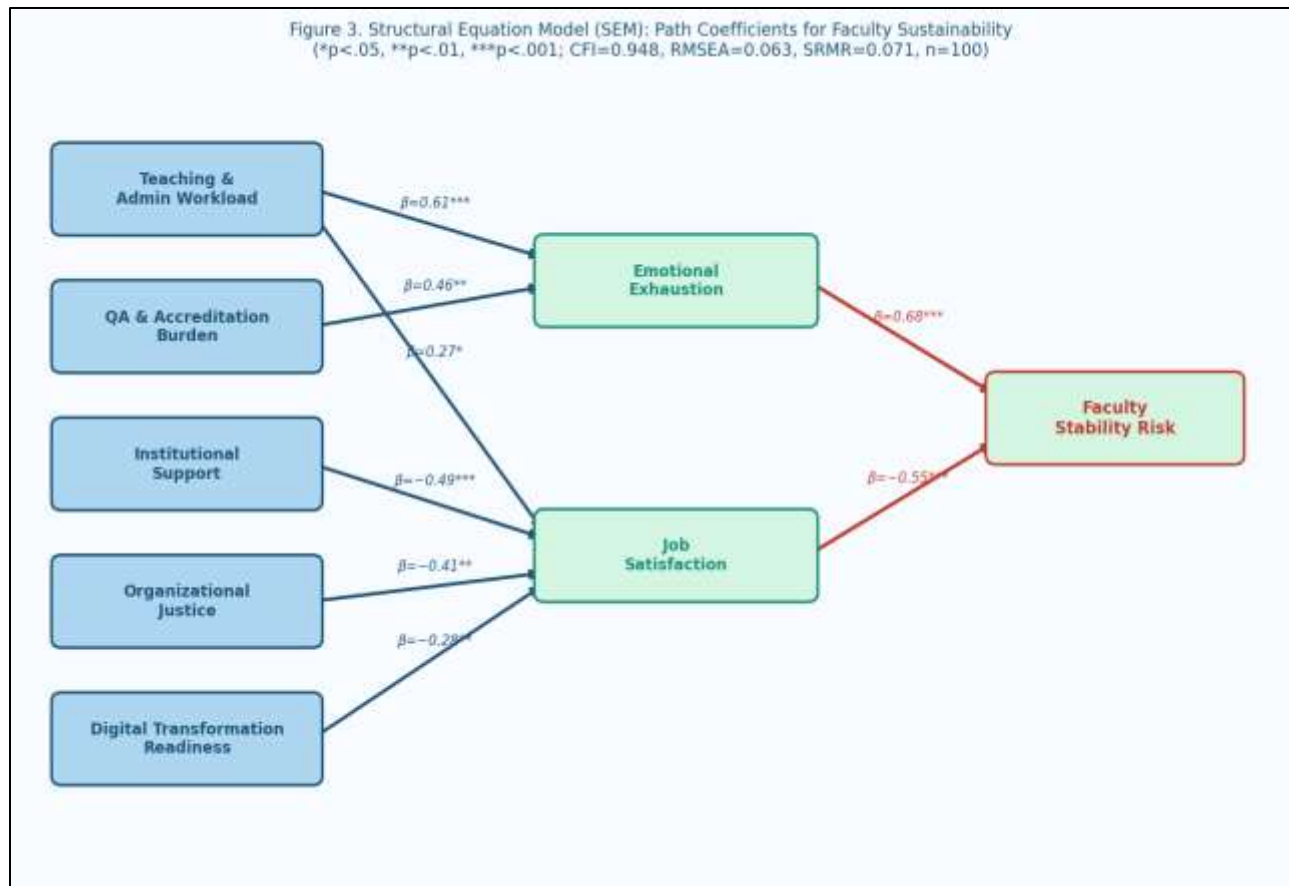 Figure 3. Structural Equation Model (SEM): Path Coefficients for Faculty Sustainability
(*p<.05, **p<.01, ***p<.001; CFI=0.948, RMSEA=0.063, SRMR=0.071, n=100)
Teaching &
Admin Workload
β=0.61***
QA & Accreditation
Burden
β=0.46**
β=0.27*
Institutional
Support
β=−0.49***
Organizational
Justice
β=−0.41**
Digital Transformation
Readiness
β=−0.28**
Emotional
Exhaustion
Job
Satisfaction
β=0.68***
β=−0.55***
Faculty
Stability Risk